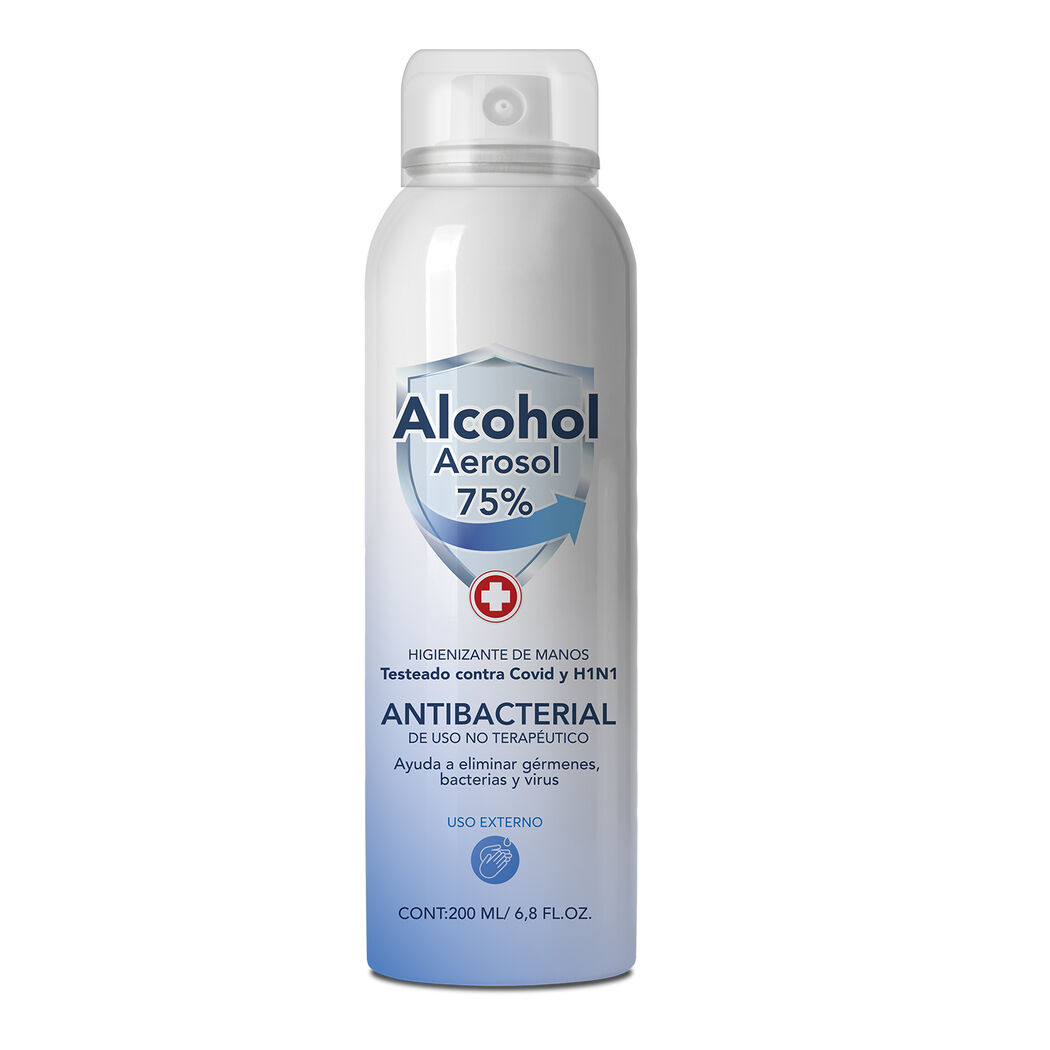 Alcohol
Aerosol
75%
HIGIENIZANTE DE MANOS
Testeado contra Covid y H1N1
ANTIBACTERIAL
DE USO NO TERAPÉUTICO
Ayuda a eliminar gérmenes,
bacterias y virus
USO EXTERNO
CONT:200 ML/ 6,8 FL.OZ.